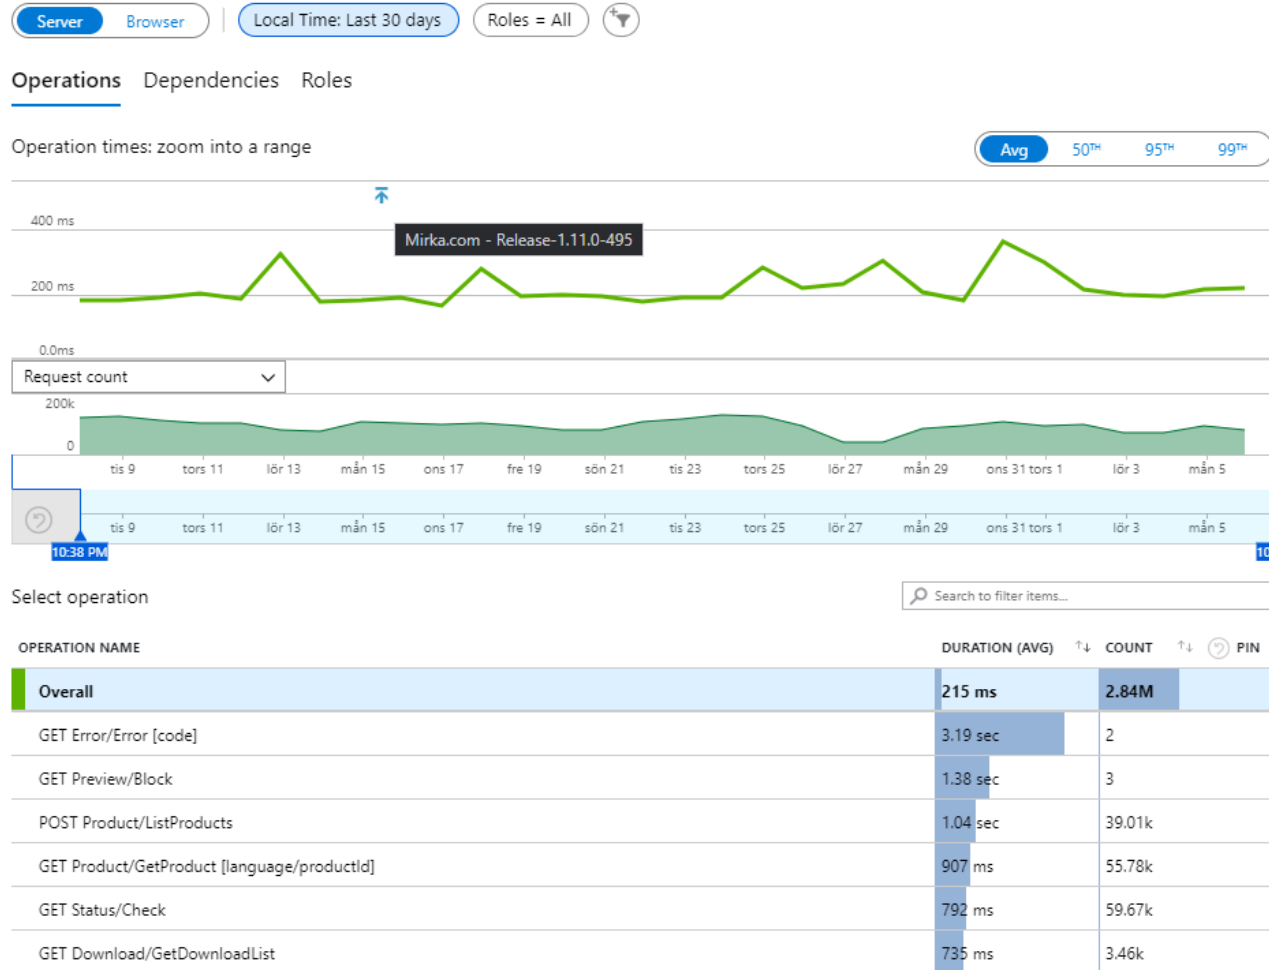 Server Browser Local Time: Last 30 days Roles = All
Operations Dependencies Roles
Operation times: zoom into a range
Avg 50TH 95TH 99TH
400 ms
Mirka.com - Release-1.11.0-495
200 ms
0.0ms
Request count
200k
0
tis 9 tors 11 lör 13 mån 15 ons 17 fre 19 sön 21 tis 23 tors 25 lör 27 mån 29 ons 31 tors 1 lör 3 mån 5
tis 9 tors 11 lör 13 mån 15 ons 17 fre 19 sön 21 tis 23 tors 25 lör 27 mån 29 ons 31 tors 1 lör 3 mån 5
10:38 PM 10
Select operation Search to filter items...
OPERATION NAME DURATION (AVG) COUNT PIN
Overall 215 ms 2.84M
GET Error/Error [code] 3.19 sec 2
GET Preview/Block 1.38 sec 3
POST Product/ListProducts 1.04 sec 39.01k
GET Product/GetProduct [language/productId] 907 ms 55.78k
GET Status/Check 792 ms 59.67k
GET Download/GetDownloadList 735 ms 3.46k